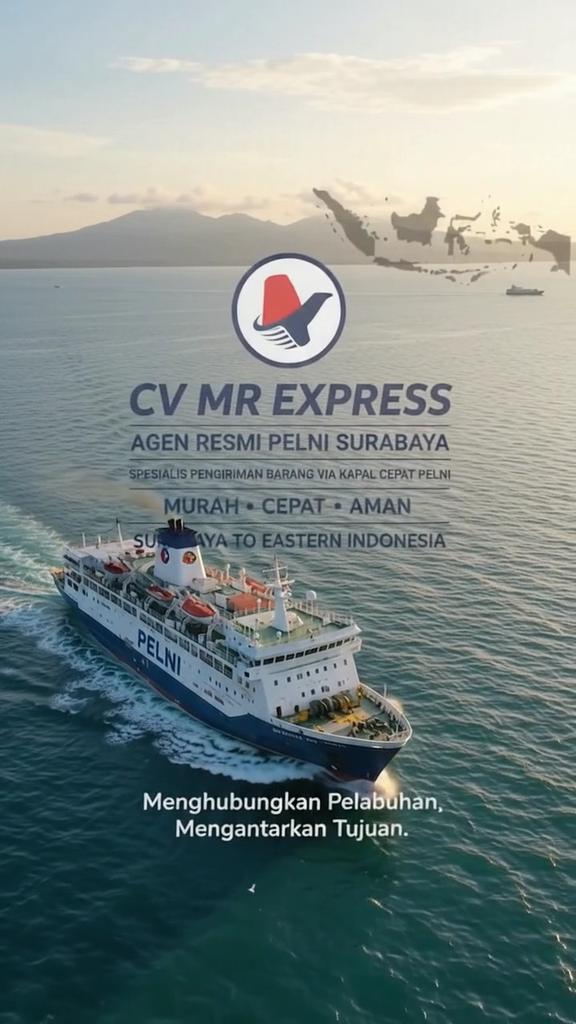 CV MR EXPRESS
AGEN RESMI PELNI SURABAYA
SPESIALIS PENGIRIMAN BARANG VIA KAPAL CEPAT PELNI
MURAH • CEPAT • AMAN
TO EASTERN INDONESIA
PELNI
Menghubungkan Pelabuhan,
Mengantarkan Tujuan.